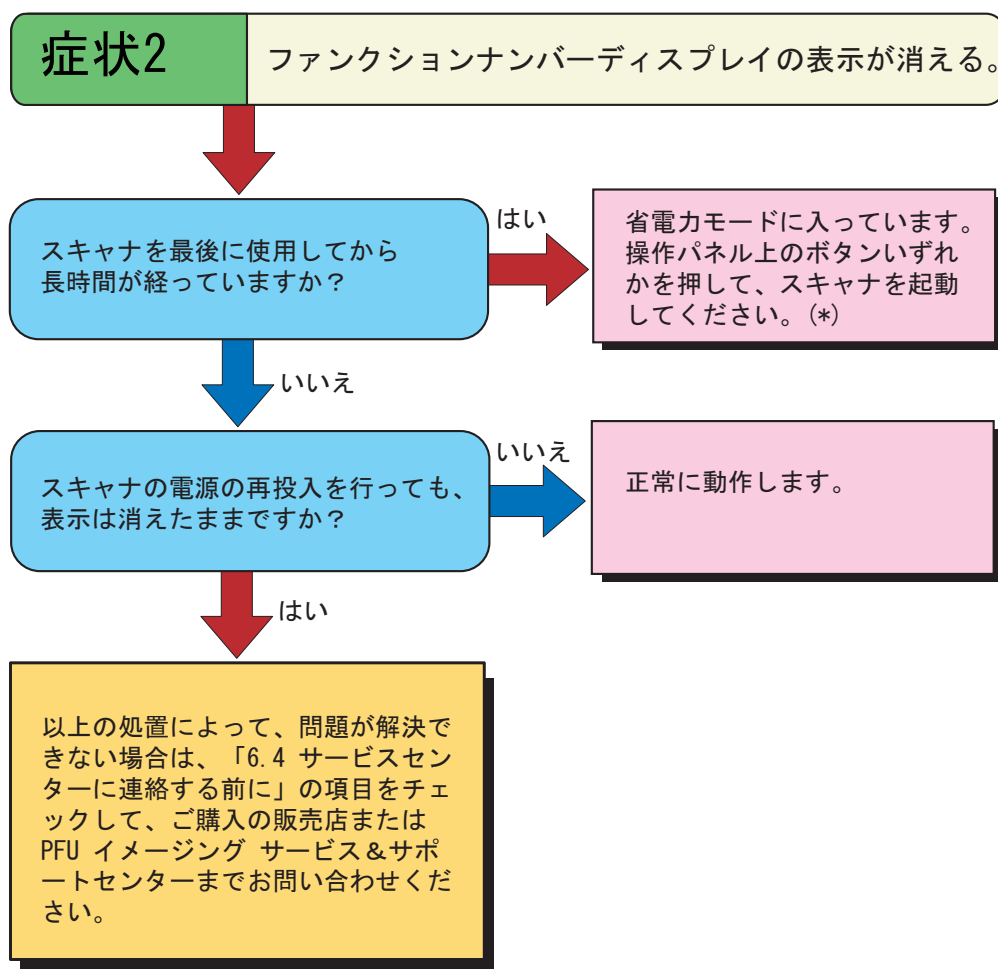 症状2
ファンクションナンバーディスプレイの表示が消える。
スキャナを最後に使用してから
長時間が経っていますか？
はい
省電力モードに入っています。
操作パネル上のボタンいずれ
かを押して、スキャナを起動
してください。(*)
いいえ
スキャナの電源の再投入を行っても、
表示は消えたままですか？
いいえ
正常に動作します。
はい
以上の処置によって、問題が解決で
きない場合は、「6.4 サービスセン
ターに連絡する前に」の項目をチェ
ックして、ご購入の販売店または
PFU イメージング サービス＆サポ
ートセンターまでお問い合わせくだ
さい。